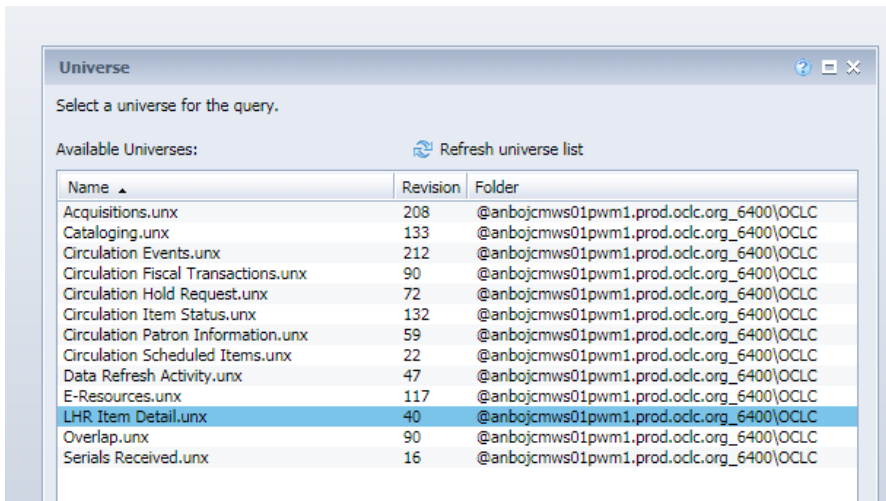 Universe
Select a universe for the query.
Available Universes: Refresh universe list
Name Revision Folder
Acquisitions.unx 208 @anbojcmws01pwm1.prod.oclc.org_6400\OCLC
Cataloging.unx 133 @anbojcmws01pwm1.prod.oclc.org_6400\OCLC
Circulation Events.unx 212 @anbojcmws01pwm1.prod.oclc.org_6400\OCLC
Circulation Fiscal Transactions.unx 90 @anbojcmws01pwm1.prod.oclc.org_6400\OCLC
Circulation Hold Request.unx 72 @anbojcmws01pwm1.prod.oclc.org_6400\OCLC
Circulation Item Status.unx 132 @anbojcmws01pwm1.prod.oclc.org_6400\OCLC
Circulation Patron Information.unx 59 @anbojcmws01pwm1.prod.oclc.org_6400\OCLC
Circulation Scheduled Items.unx 22 @anbojcmws01pwm1.prod.oclc.org_6400\OCLC
Data Refresh Activity.unx 47 @anbojcmws01pwm1.prod.oclc.org_6400\OCLC
E-Resources.unx 117 @anbojcmws01pwm1.prod.oclc.org_6400\OCLC
LHR Item Detail.unx 40 @anbojcmws01pwm1.prod.oclc.org_6400\OCLC
Overlap.unx 90 @anbojcmws01pwm1.prod.oclc.org_6400\OCLC
Serials Received.unx 16 @anbojcmws01pwm1.prod.oclc.org_6400\OCLC